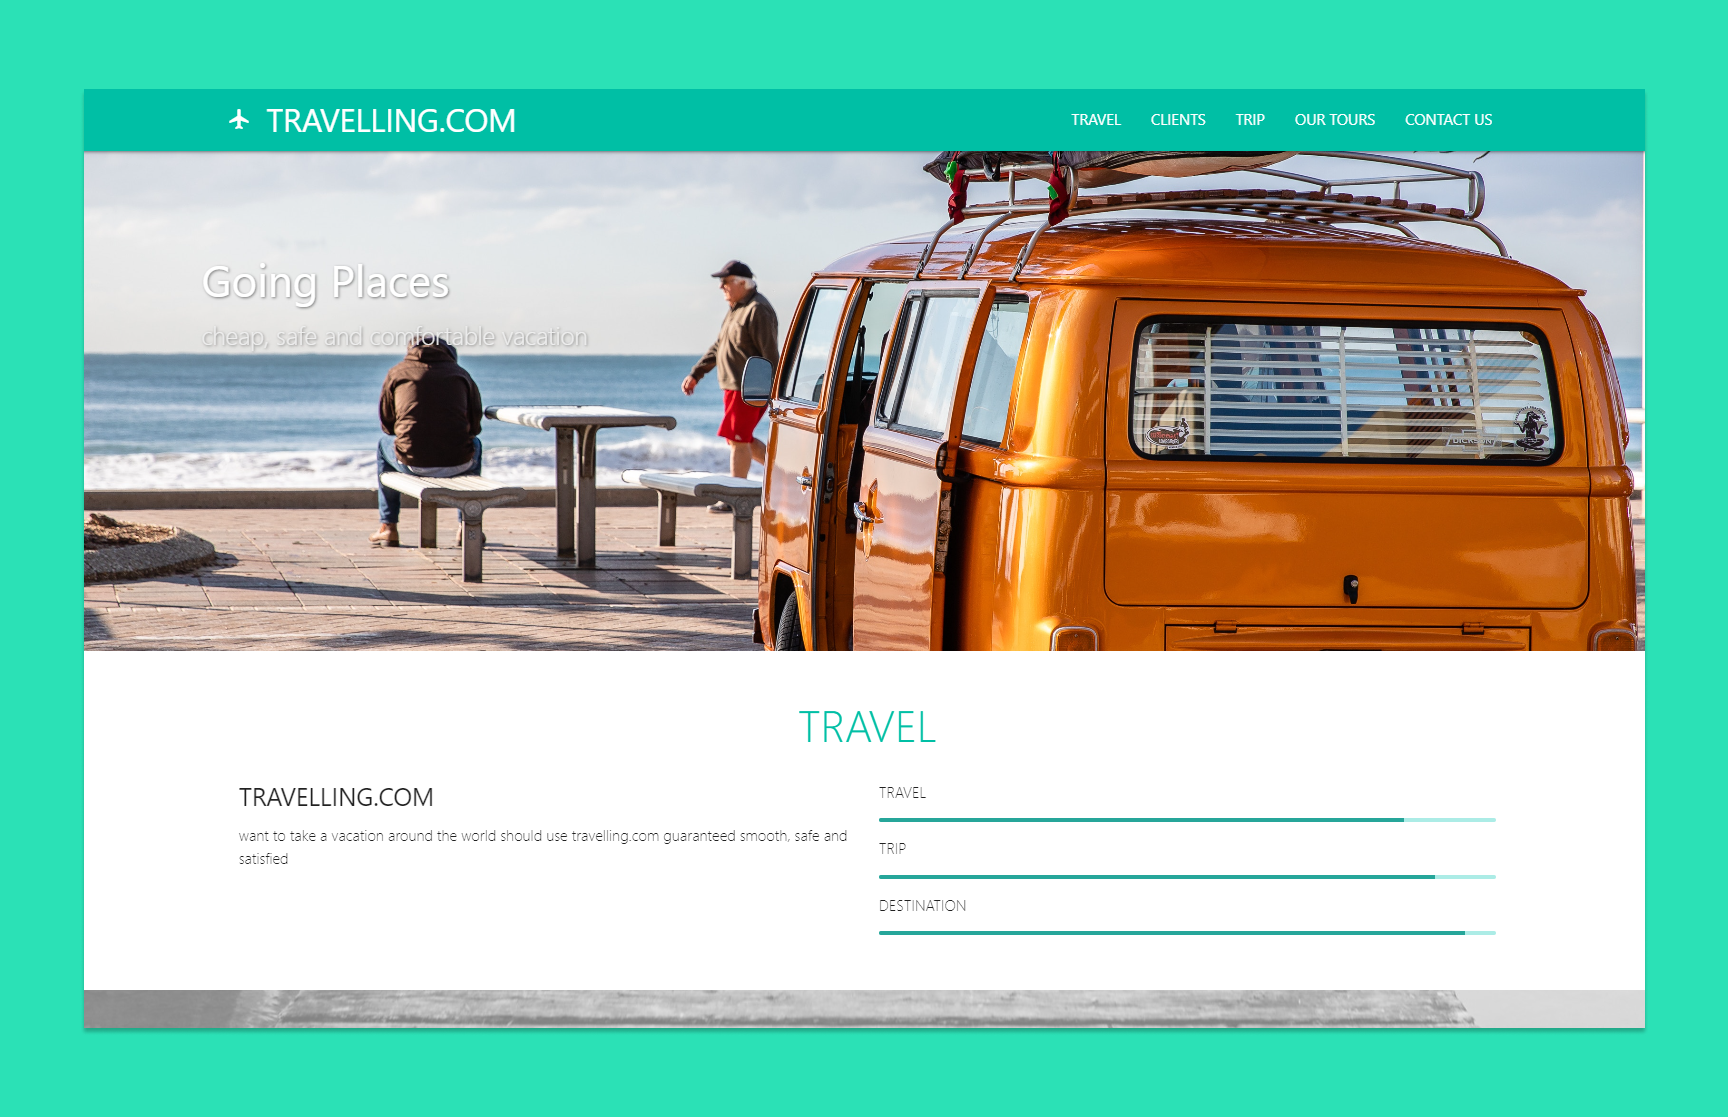 TRAVELLING.COM
TRAVEL CLIENTS TRIP OUR TOURS CONTACT US
Going Places
cheap, safe and comfortable vacation
TRAVEL
TRAVELLING.COM
want to take a vacation around the world should use travelling.com guaranteed smooth, safe and
satisfied
TRAVEL
TRIP
DESTINATION